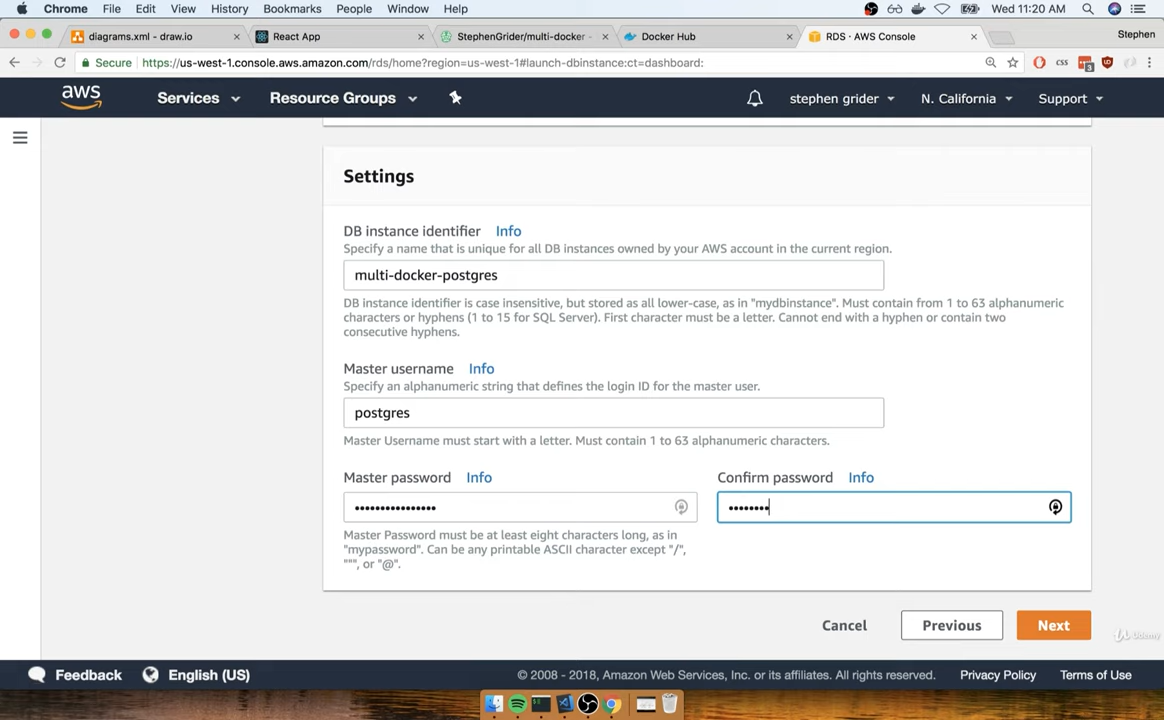 Chrome File Edit View History Bookmarks People Window Help Wed 11:20 AM
diagrams.xml - draw.io × React App × StephenGrider/multi-docker - × Docker Hub × RDS · AWS Console × Stephen
Secure https://us-west-1.console.aws.amazon.com/rds/home?region=us-west-1#launch-dbinstance:ct=dashboard: css 3
aws Services Resource Groups stephen grider N. California Support
Settings
DB instance identifier Info
Specify a name that is unique for all DB instances owned by your AWS account in the current region.
multi-docker-postgres
DB instance identifier is case insensitive, but stored as all lower-case, as in "mydbinstance". Must contain from 1 to 63 alphanumeric
characters or hyphens (1 to 15 for SQL Server). First character must be a letter. Cannot end with a hyphen or contain two
consecutive hyphens.
Master username Info
Specify an alphanumeric string that defines the login ID for the master user.
postgres
Master Username must start with a letter. Must contain 1 to 63 alphanumeric characters.
Master password Info Confirm password Info
•••••••••••••••• ••••••••
Master Password must be at least eight characters long, as in
"mypassword". Can be any printable ASCII character except "/",
""", or "@".
Cancel Previous Next
Udemy
Feedback English (US) © 2008 - 2018, Amazon Web Services, Inc. or its affiliates. All rights reserved. Privacy Policy Terms of Use